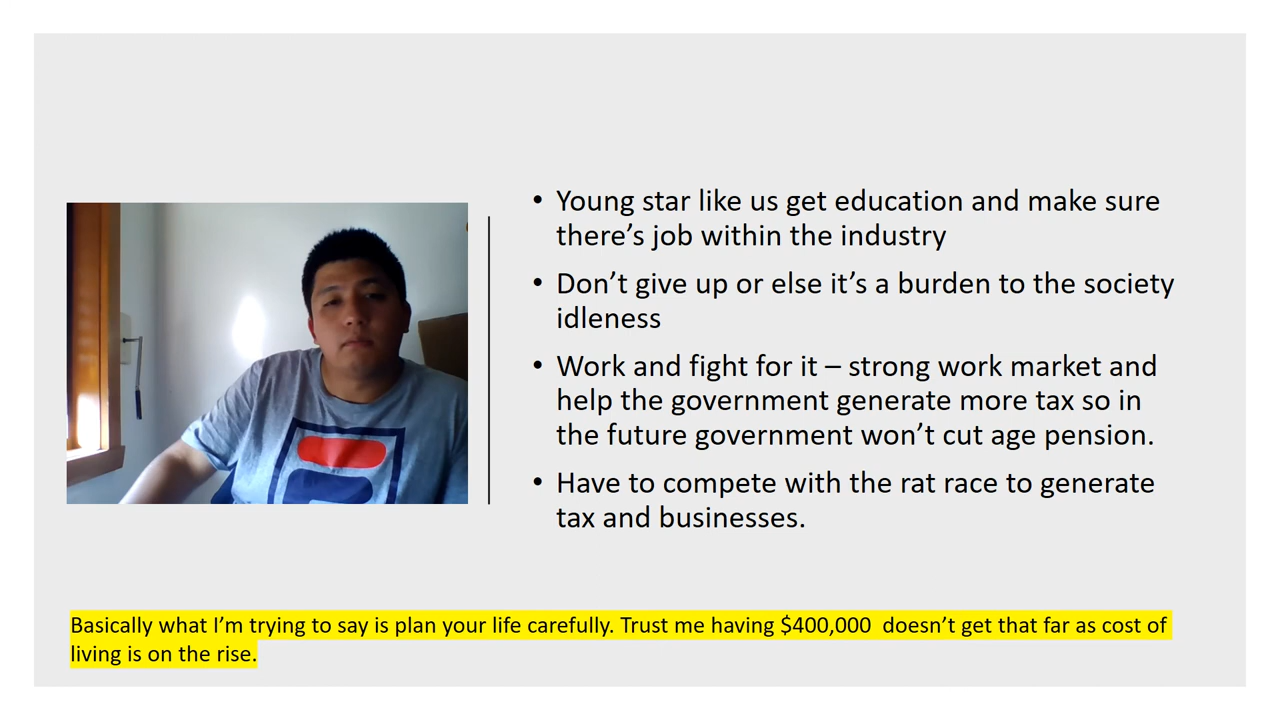 • Young star like us get education and make sure
there’s job within the industry
• Don’t give up or else it’s a burden to the society
idleness
• Work and fight for it – strong work market and
help the government generate more tax so in
the future government won’t cut age pension.
• Have to compete with the rat race to generate
tax and businesses.
Basically what I’m trying to say is plan your life carefully. Trust me having $400,000  doesn’t get that far as cost of
living is on the rise.